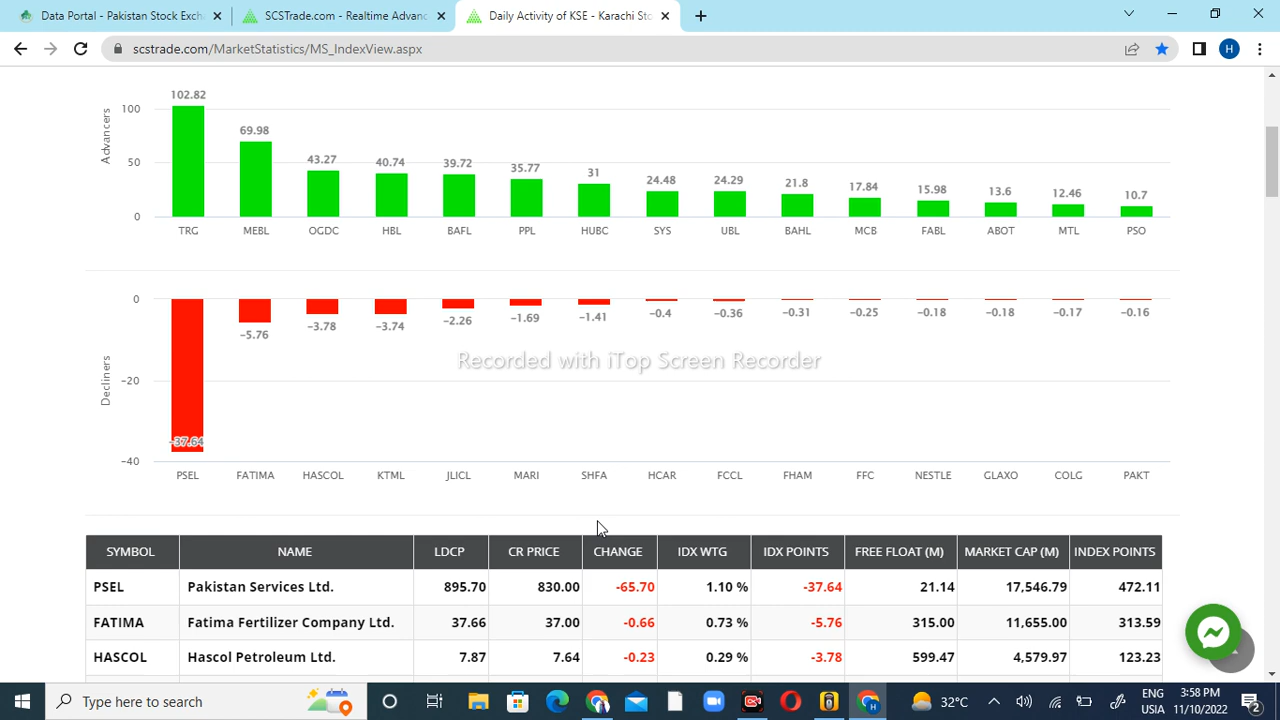 Data Portal - Pakistan Stock Exch
SCSTrade.com - Realtime Advanc
Daily Activity of KSE - Karachi Sto
scstrade.com/MarketStatistics/MS_IndexView.aspx
H
Advancers
100
50
0
102.82 69.98 43.27 40.74 39.72 35.77 31 24.48 24.29 21.8 17.84 15.98 13.6 12.46 10.7
TRG MEBL OGDC HBL BAFL PPL HUBC SYS UBL BAHL MCB FABL ABOT MTL PSO
Decliners
0
-20
-40
-37.64 -5.76 -3.78 -3.74 -2.26 -1.69 -1.41 -0.4 -0.36 -0.31 -0.25 -0.18 -0.18 -0.17 -0.16
Recorded with iTop Screen Recorder
PSEL FATIMA HASCOL KTML JLICL MARI SHFA HCAR FCCL FHAM FFC NESTLE GLAXO COLG PAKT
SYMBOL NAME LDCP CR PRICE CHANGE IDX WTG IDX POINTS FREE FLOAT (M) MARKET CAP (M) INDEX POINTS
PSEL Pakistan Services Ltd. 895.70 830.00 -65.70 1.10 % -37.64 21.14 17,546.79 472.11
FATIMA Fatima Fertilizer Company Ltd. 37.66 37.00 -0.66 0.73 % -5.76 315.00 11,655.00 313.59
HASCOL Hascol Petroleum Ltd. 7.87 7.64 -0.23 0.29 % -3.78 599.47 4,579.97 123.23
Type here to search
32°C
ENG
USIA
3:58 PM
11/10/2022
2